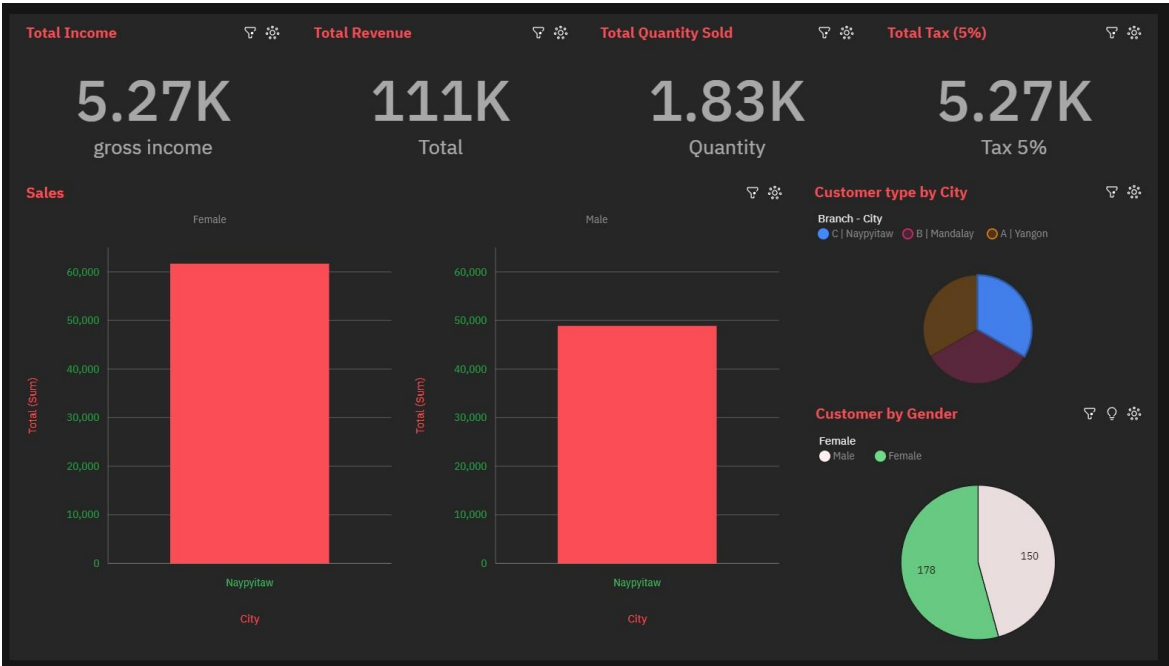 Total Income
5.27K
gross income
Total Revenue
111K
Total
Total Quantity Sold
1.83K
Quantity
Total Tax (5%)
5.27K
Tax 5%
Sales
Female
Total (Sum)
60,000
50,000
40,000
30,000
20,000
10,000
0
Naypyitaw
City
Male
Total (Sum)
60,000
50,000
40,000
30,000
20,000
10,000
0
Naypyitaw
City
Customer type by City
Branch - City
C | Naypyitaw B | Mandalay A | Yangon
Customer by Gender
Female
Male Female
178
150